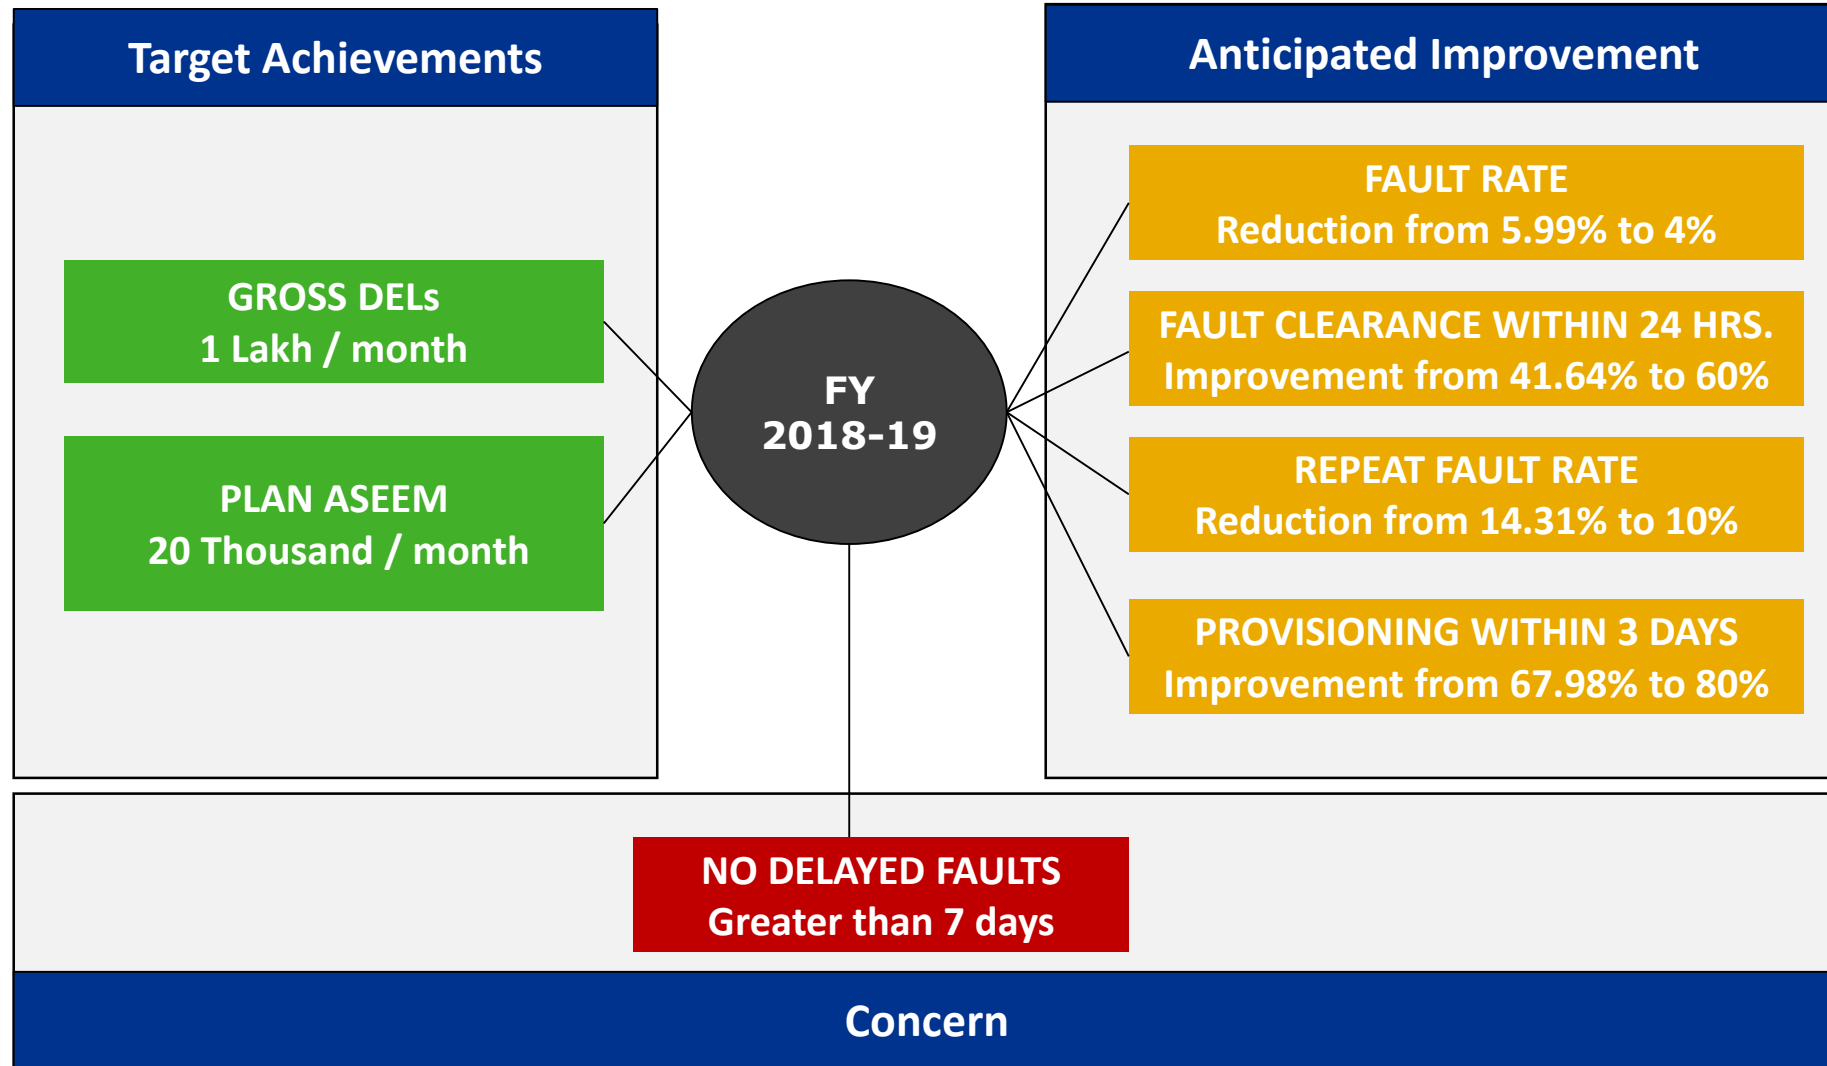 Target Achievements
GROSS DELs
1 Lakh / month
PLAN ASEEM
20 Thousand / month
FY
2018-19
Anticipated Improvement
FAULT RATE
Reduction from 5.99% to 4%
FAULT CLEARANCE WITHIN 24 HRS.
Improvement from 41.64% to 60%
REPEAT FAULT RATE
Reduction from 14.31% to 10%
PROVISIONING WITHIN 3 DAYS
Improvement from 67.98% to 80%
NO DELAYED FAULTS
Greater than 7 days
Concern